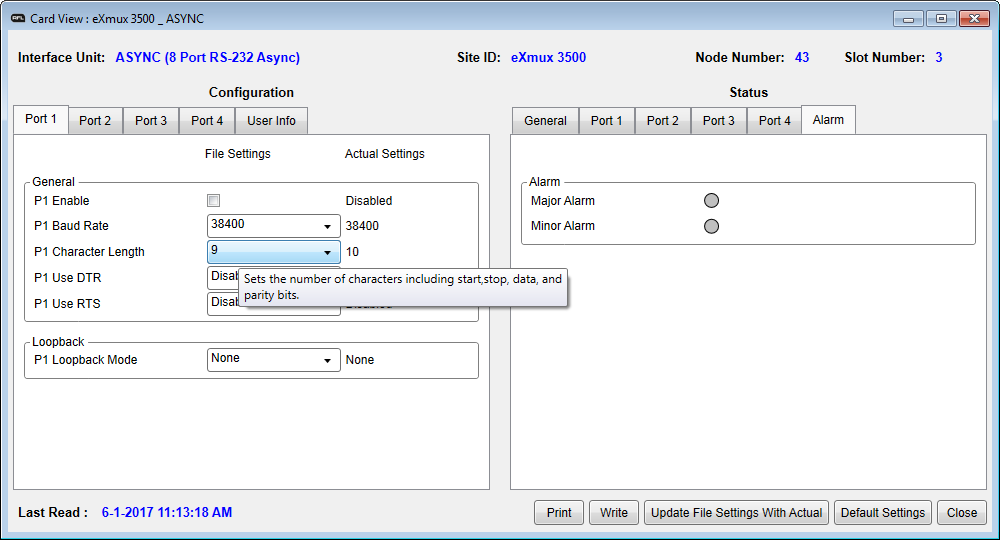 AFL Card View : eXmux 3500 _ ASYNC
Interface Unit: ASYNC (8 Port RS-232 Async) Site ID: eXmux 3500 Node Number: 43 Slot Number: 3
Configuration
Status
Port 1 Port 2 Port 3 Port 4 User Info
General Port 1 Port 2 Port 3 Port 4 Alarm
File Settings Actual Settings
General
P1 Enable Disabled
P1 Baud Rate 38400 38400
P1 Character Length 9 10
P1 Use DTR Disab
P1 Use RTS Disab
Sets the number of characters including start,stop, data, and
parity bits.
Loopback
P1 Loopback Mode None None
Alarm
Major Alarm
Minor Alarm
Last Read : 6-1-2017 11:13:18 AM
Print Write Update File Settings With Actual Default Settings Close